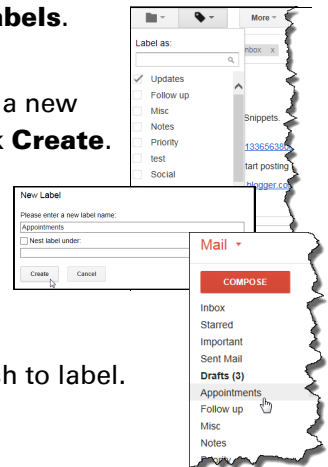 abels.
More
Label as:
nbox x
Updates
Follow up
Misc
Notes
Priority
test
Social
a new
Create.
Snippets.
133656380
tart posting
blogger.co
New Label
Please enter a new label name:
Appointments
Nest label under:
Create Cancel
Mail
COMPOSE
Inbox
Starred
Important
Sent Mail
Drafts (3)
Appointments
Follow up
Misc
Notes
Priority
h to label.